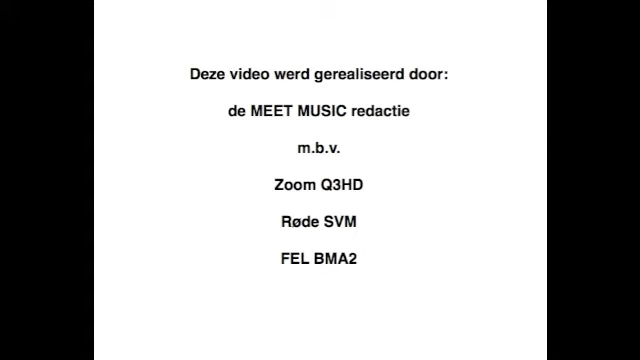 Deze video werd gerealiseerd door:
de MEET MUSIC redactie
m.b.v.
Zoom Q3HD
Røde SVM
FEL BMA2